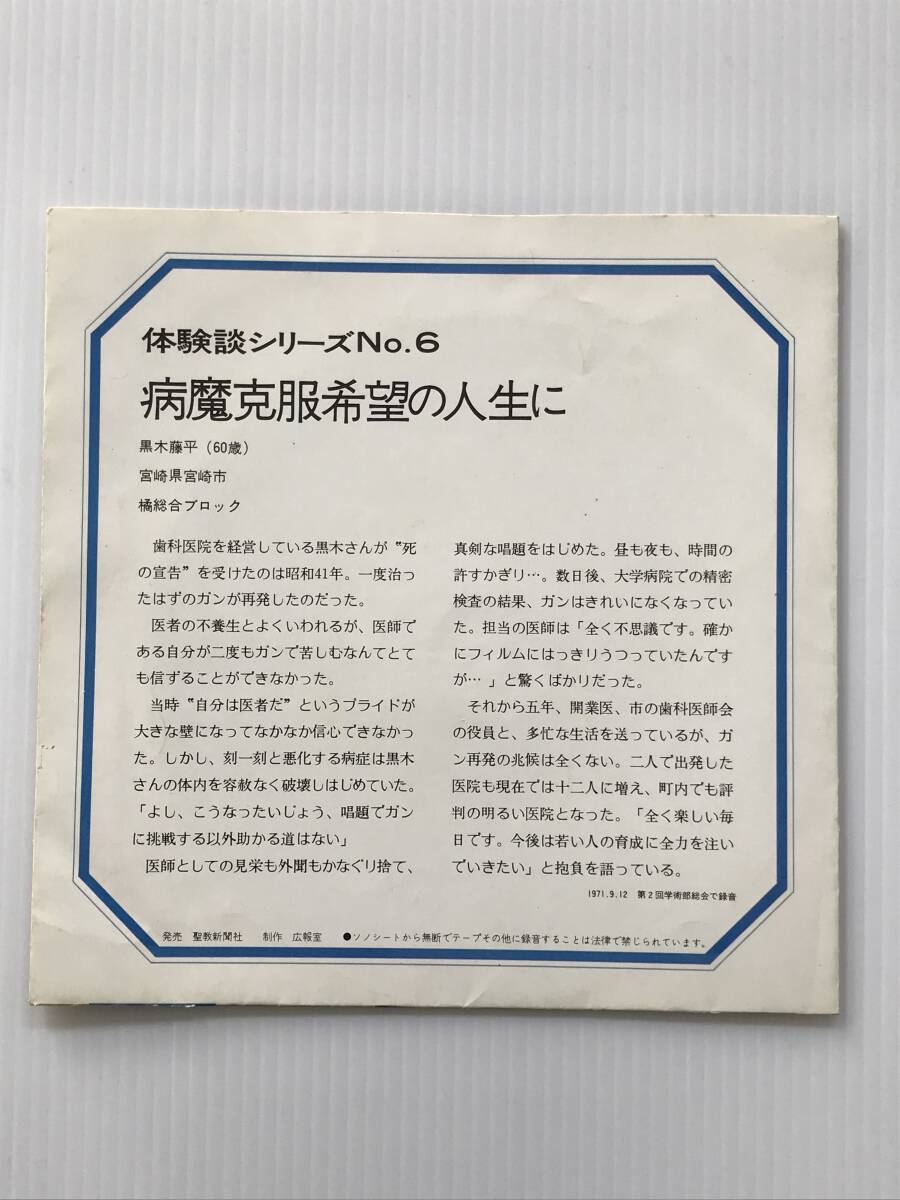 体験談シリーズNo.6
病魔克服希望の人生に
黒木藤平（60歳）
宮崎県宮崎市
橘総合ブロック
歯科医院を経営している黒木さんが〝死
の宣告〟を受けたのは昭和41年。一度治っ
たはずのガンが再発したのだった。
医者の不養生とよくいわれるが、医師で
ある自分が二度もガンで苦しむなんてとて
も信ずることができなかった。
当時〝自分は医者だ〟というプライドが
大きな壁になってなかなか信心できなかっ
た。しかし、刻一刻と悪化する病症は黒木
さんの体内を容赦なく破壊しはじめていた。
「よし、こうなったいじょう、唱題でガン
に挑戦する以外助かる道はない」
医師としての見栄も外聞もかなぐり捨て、
真剣な唱題をはじめた。昼も夜も、時間の
許すかぎリ…。数日後、大学病院での精密
検査の結果、ガンはきれいになくなってい
た。担当の医師は「全く不思議です。確か
にフィルムにはっきリうつっていたんです
が…」と驚くばかりだった。
それから五年、開業医、市の歯科医師会
の役員と、多忙な生活を送っているが、ガ
ン再発の兆候は全くない。二人で出発した
医院も現在では十二人に増え、町内でも評
判の明るい医院となった。「全く楽しい毎
日です。今後は若い人の育成に全力を注い
でいきたい」と抱負を語っている。
1971.9.12 第2回学術部総会で録音
発売 聖教新聞社 制作 広報室 ●ソノシートから無断でテープその他に録音することは法律で禁じられています。